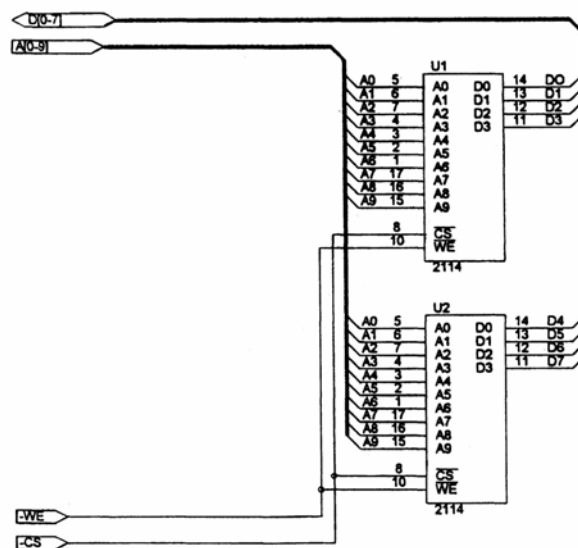 D[0-7]
A[0-9]
U1
A0 5 A0 D0 14 DO
A1 6 A1 D1 13 D1
A2 7 A2 D2 12 D2
A3 4 A3 D3 11 D3
A4 3 A4
A5 2 A5
A6 1 A6
A7 17 A7
A8 16 A8
A9 15 A9
8 CS
10 WE
2114
U2
A0 5 A0 D0 14 D4
A1 6 A1 D1 13 D5
A2 7 A2 D2 12 D6
A3 4 A3 D3 11 D7
A4 3 A4
A5 2 A5
A6 1 A6
A7 17 A7
A8 16 A8
A9 15 A9
8 CS
10 WE
2114
-WE
-CS